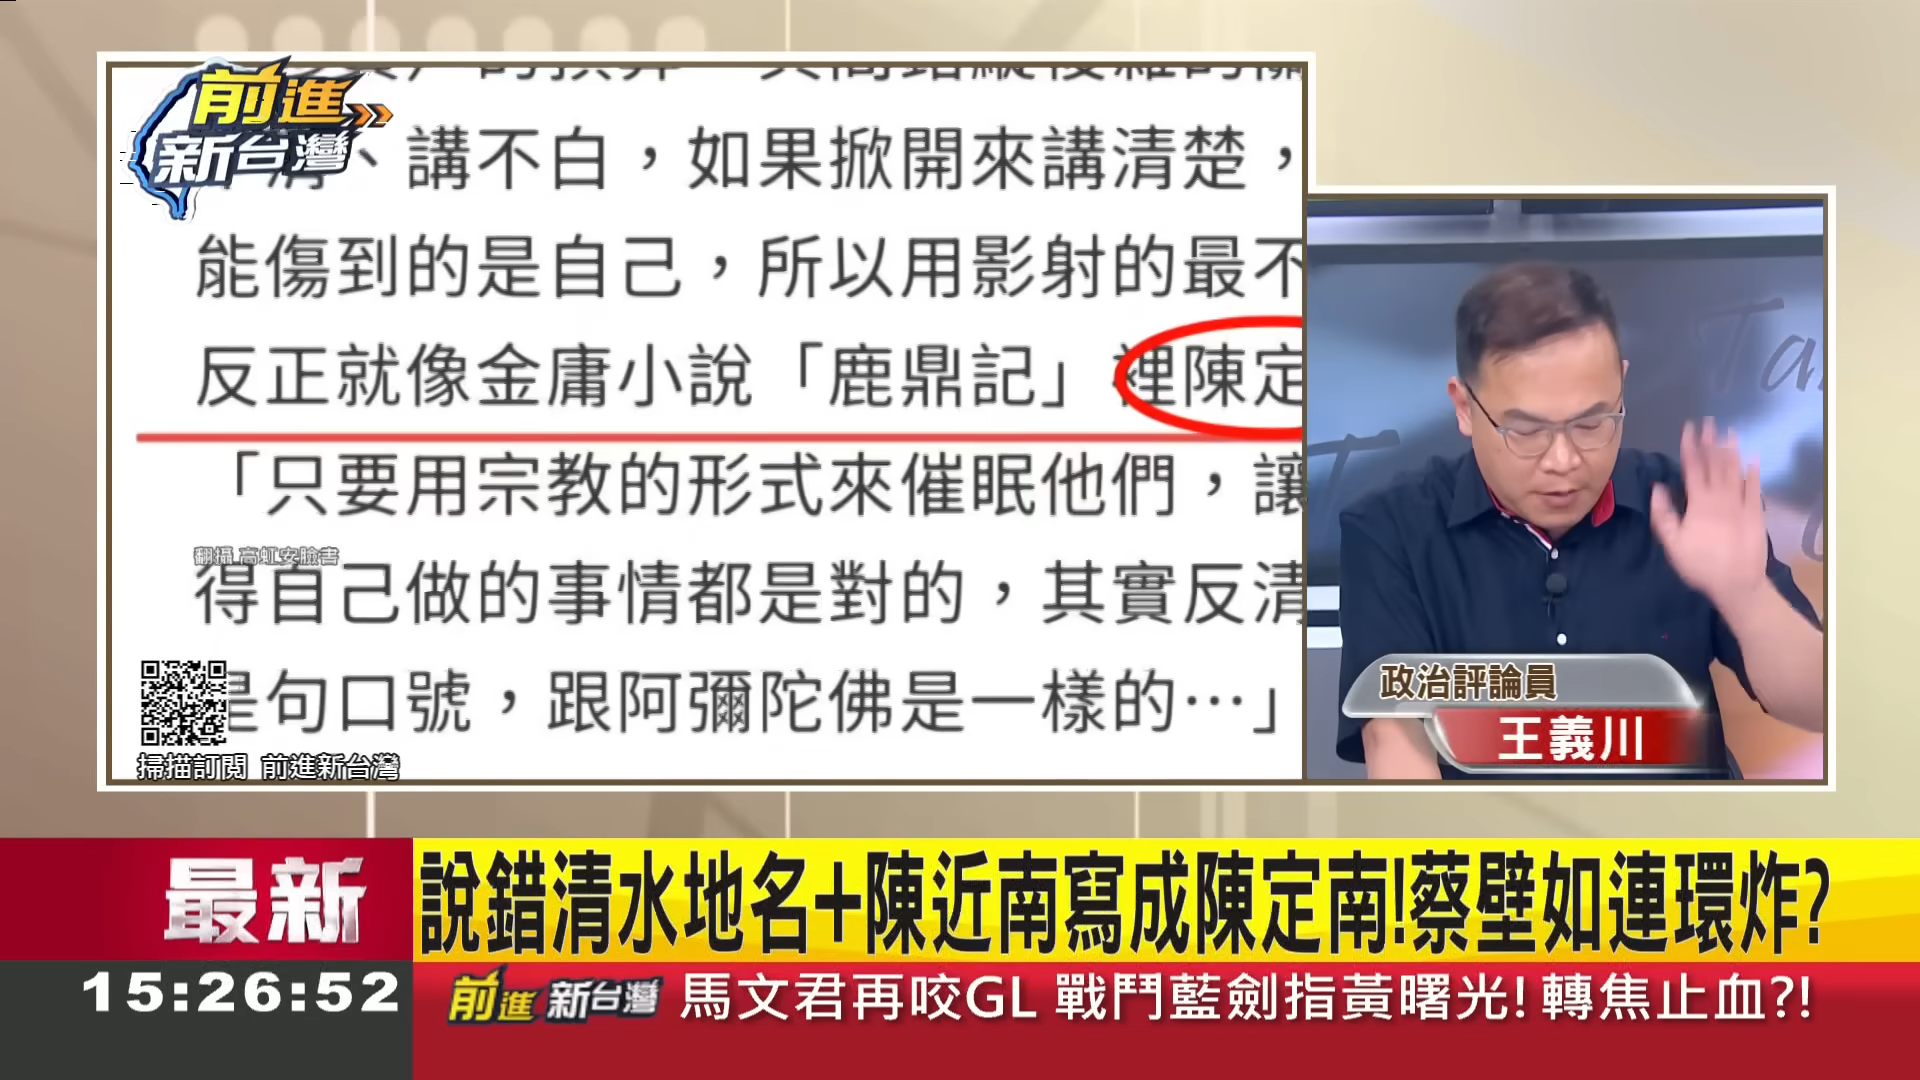 前進
新台灣
、講不白，如果掀開來講清楚，
能傷到的是自己，所以用影射的最不
反正就像金庸小說「鹿鼎記」裡陳定
「只要用宗教的形式來催眠他們，讓
翻攝 高虹安臉書
得自己做的事情都是對的，其實反清
是句口號，跟阿彌陀佛是一樣的…」
掃描訂閱 前進新台灣
政治評論員
王義川
最新
說錯清水地名+陳近南寫成陳定南!蔡壁如連環炸?
15:26:52
前進新台灣 馬文君再咬GL 戰鬥藍劍指黃曙光!轉焦止血?!